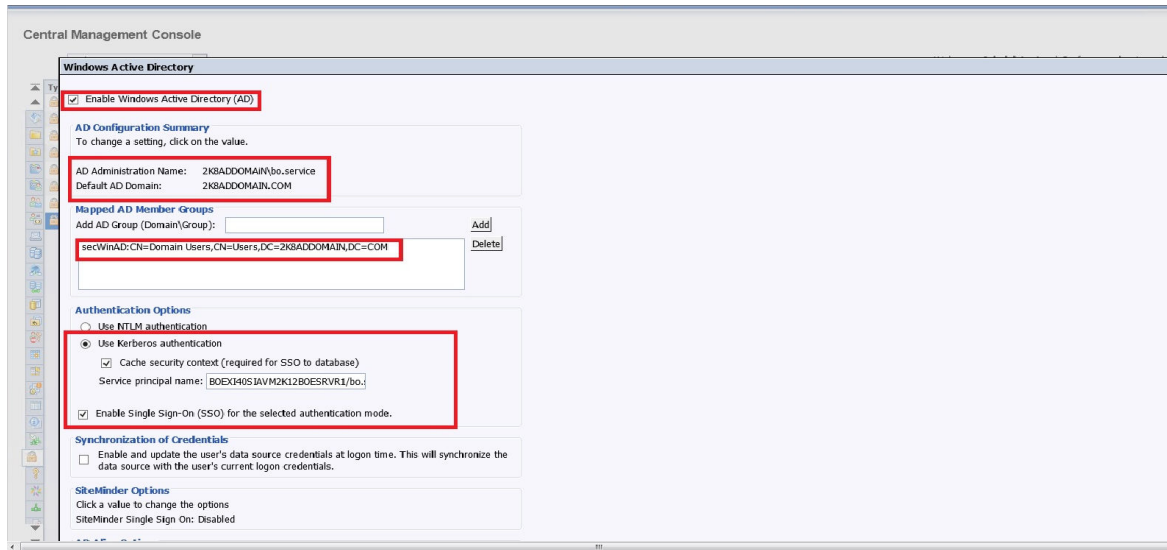 Central Management Console
Windows Active Directory
Ty
Enable Windows Active Directory (AD)
AD Configuration Summary
To change a setting, click on the value.
AD Administration Name: 2K8ADDOMAIN\bo.service
Default AD Domain: 2K8ADDOMAIN.COM
Mapped AD Member Groups
Add AD Group (Domain\Group):
Add
secWinAD:CN=Domain Users,CN=Users,DC=2K8ADDOMAIN,DC=COM
Delete
Authentication Options
Use NTLM authentication
Use Kerberos authentication
Cache security context (required for SSO to database)
Service principal name: BOEXI40SIAVM2K12BOESRVR1/bo.s
Enable Single Sign-On (SSO) for the selected authentication mode.
Synchronization of Credentials
Enable and update the user's data source credentials at logon time. This will synchronize the
data source with the user's current logon credentials.
SiteMinder Options
Click a value to change the options
SiteMinder Single Sign On: Disabled